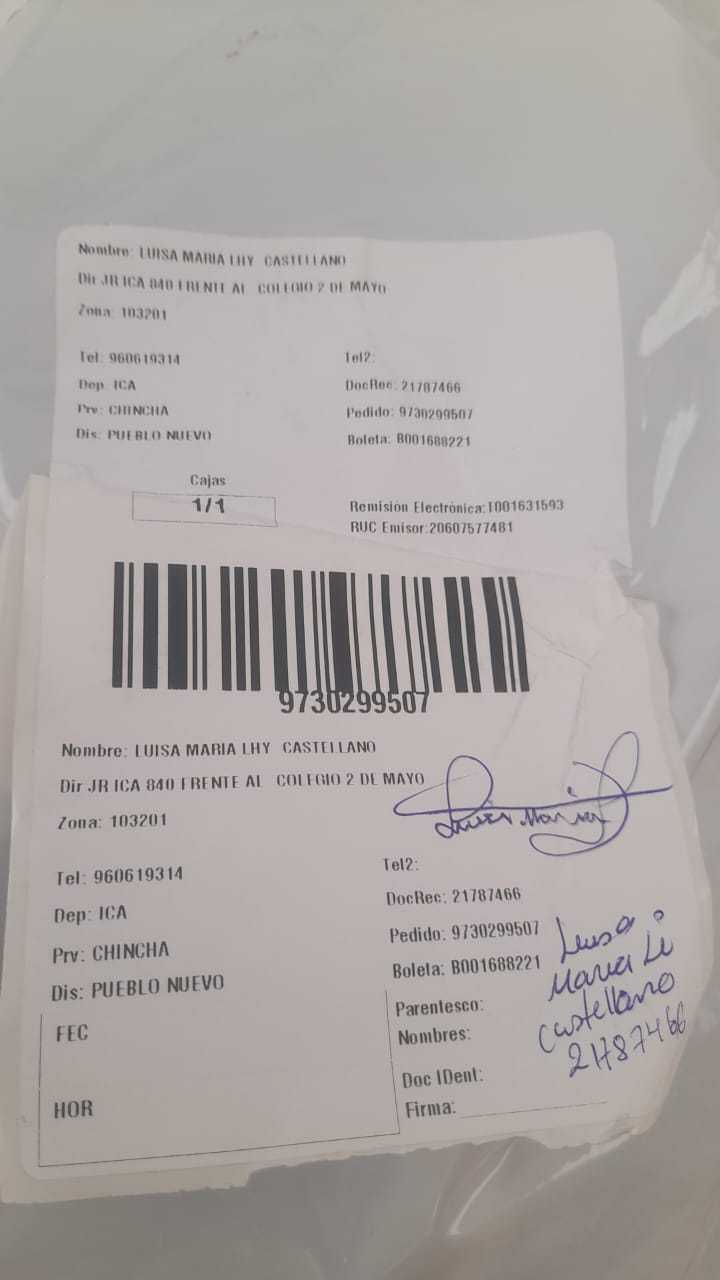 Nombre: LUISA MARIA LHY CASTELLANO
Dir JR ICA 840 FRENTE AL COLEGIO 2 DE MAYO
Zona: 103201
Tel: 960619314 Tel2:
Dep: ICA DocRec: 21787466
Prv: CHINCHA Pedido: 9730299507
Dis: PUEBLO NUEVO Boleta: B001688221
Cajas
1/1 Remisión Electrónica:T001631593
RUC Emisor:20607577481
9730299507
Nombre: LUISA MARIA LHY CASTELLANO
Dir JR ICA 840 FRENTE AL COLEGIO 2 DE MAYO
Luisa Maria
Zona: 103201
Tel: 960619314 Tel2:
Dep: ICA DocRec: 21787466
Prv: CHINCHA Pedido: 9730299507
Dis: PUEBLO NUEVO Boleta: B001688221
FEC Parentesco:
Nombres:
Doc IDent:
HOR Firma:
Luisa
Maria Li
Castellano
21787466